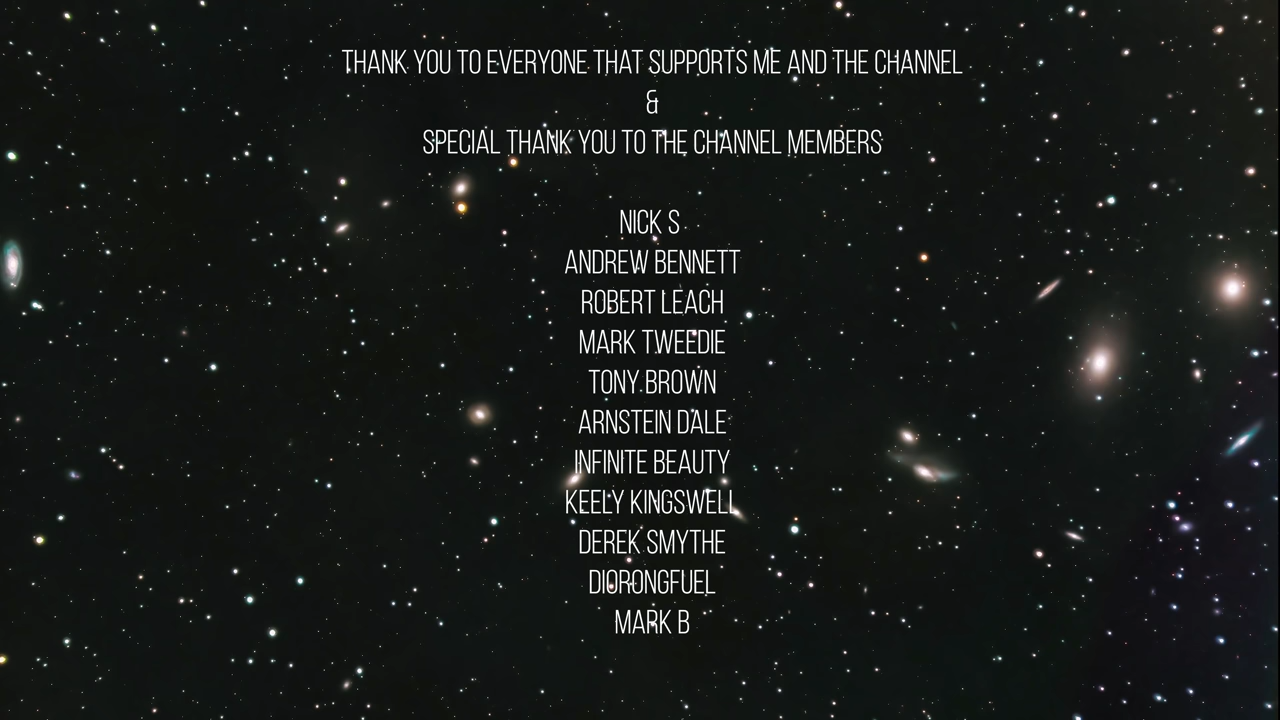 THANK YOU TO EVERYONE THAT SUPPORTS ME AND THE CHANNEL
&
SPECIAL THANK YOU TO THE CHANNEL MEMBERS
NICK S
ANDREW BENNETT
ROBERT LEACH
MARK TWEEDIE
TONY BROWN
ARNSTEIN DALE
INFINITE BEAUTY
KEELY KINGSWELL
DEREK SMYTHE
DIORONGFUEL
MARK B